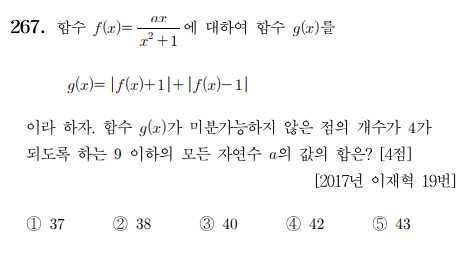 267. 함수 f(x)=ax/(x²+1)에 대하여 함수 g(x)를
g(x)=|f(x)+1|+|f(x)-1|
이라 하자. 함수 g(x)가 미분가능하지 않은 점의 개수가 4가
되도록 하는 9 이하의 모든 자연수 a의 값의 합은? [4점]
[2017년 이재혁 19번]
① 37 ② 38 ③ 40 ④ 42 ⑤ 43